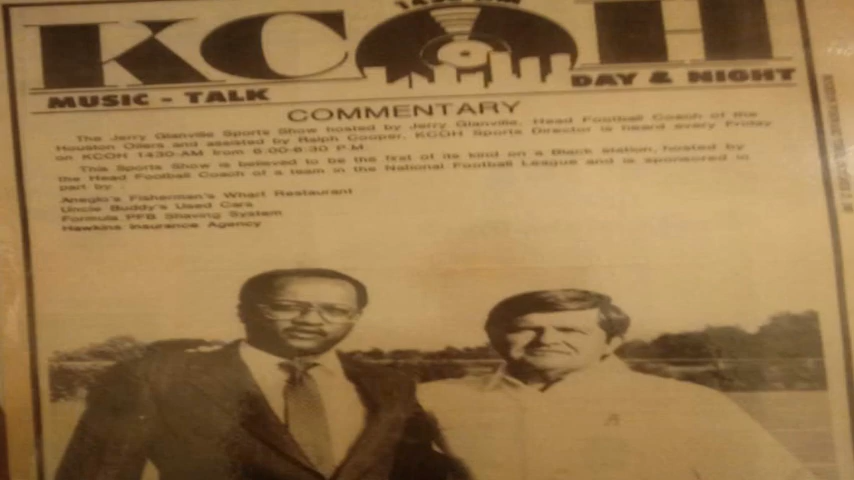 1430 AM
KCOH
MUSIC - TALK
DAY & NIGHT
COMMENTARY
The Jerry Glanville Sports Show hosted by Jerry Glanville, Head Football Coach of the
Houston Oilers and assisted by Ralph Cooper, KCOH Sports Director is heard every Friday
on KCOH 1430-AM from 6:00-6:30 P.M.
This Sports Show is believed to be the first of its kind on a Black station, hosted by
the Head Football Coach of a team in the National Football League and is sponsored in
part by:
Fishermen's Wharf Restaurant
Uncle Buddy's Used Cars
Formula PFB Shaving System
Hawkins Insurance Agency